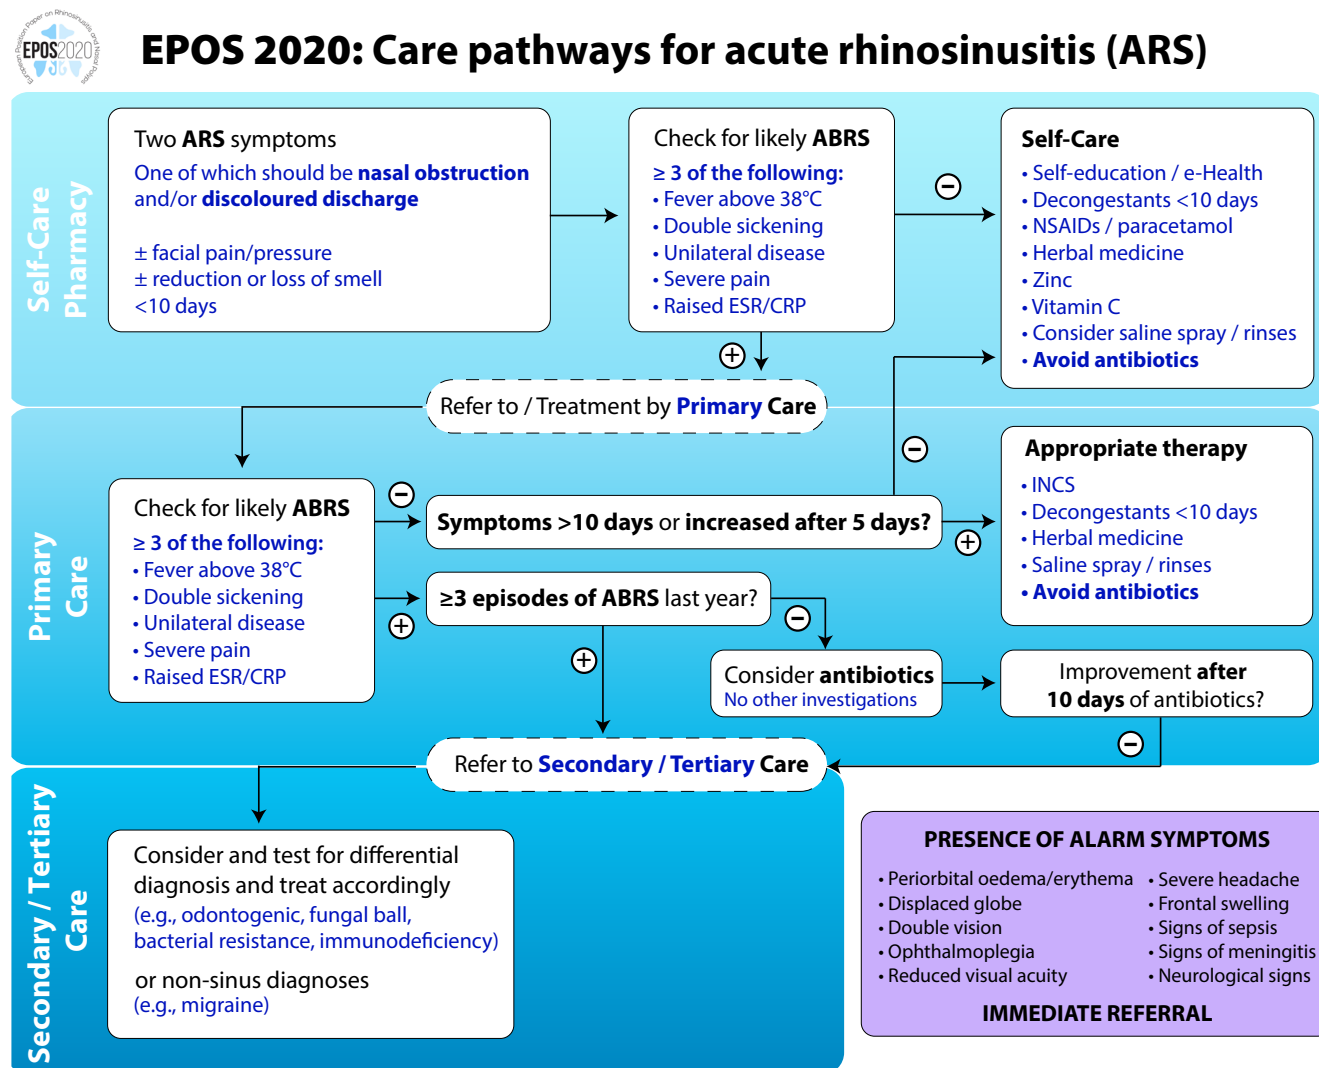 European Position Paper on Rhinosinusitis and Nasal Polyps
EPOS2020
EPOS 2020: Care pathways for acute rhinosinusitis (ARS)
Self-Care
Pharmacy
Two ARS symptoms
One of which should be nasal obstruction
and/or discoloured discharge
± facial pain/pressure
± reduction or loss of smell
<10 days
Check for likely ABRS
≥ 3 of the following:
• Fever above 38°C
• Double sickening
• Unilateral disease
• Severe pain
• Raised ESR/CRP
−
+
Self-Care
• Self-education / e-Health
• Decongestants <10 days
• NSAIDs / paracetamol
• Herbal medicine
• Zinc
• Vitamin C
• Consider saline spray / rinses
• Avoid antibiotics
Refer to / Treatment by Primary Care
Primary
Care
Check for likely ABRS
≥ 3 of the following:
• Fever above 38°C
• Double sickening
• Unilateral disease
• Severe pain
• Raised ESR/CRP
−
+
Symptoms >10 days or increased after 5 days?
−
+
Appropriate therapy
• INCS
• Decongestants <10 days
• Herbal medicine
• Saline spray / rinses
• Avoid antibiotics
≥3 episodes of ABRS last year?
−
+
Consider antibiotics
No other investigations
Improvement after
10 days of antibiotics?
−
Refer to Secondary / Tertiary Care
Secondary / Tertiary
Care
Consider and test for differential
diagnosis and treat accordingly
(e.g., odontogenic, fungal ball,
bacterial resistance, immunodeficiency)
or non-sinus diagnoses
(e.g., migraine)
PRESENCE OF ALARM SYMPTOMS
• Periorbital oedema/erythema
• Displaced globe
• Double vision
• Ophthalmoplegia
• Reduced visual acuity
• Severe headache
• Frontal swelling
• Signs of sepsis
• Signs of meningitis
• Neurological signs
IMMEDIATE REFERRAL